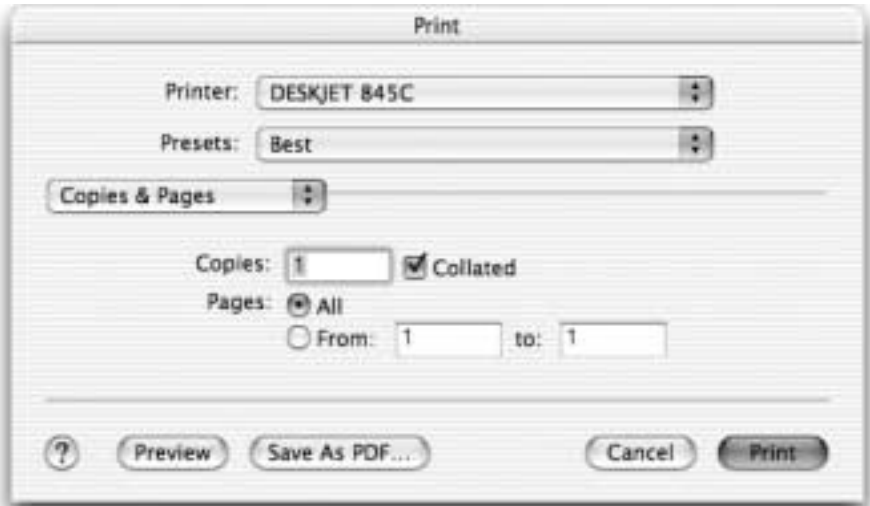 Print
Printer: DESKJET 845C
Presets: Best
Copies & Pages
Copies: 1 Collated
Pages: All
From: 1 to: 1
? Preview Save As PDF... Cancel Print